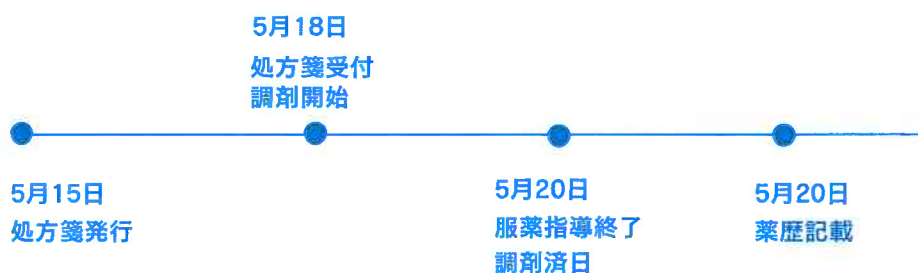 5月18日
処方箋受付
調剤開始
5月15日
処方箋発行
5月20日
服薬指導終了
調剤済日
5月20日
薬歴記載